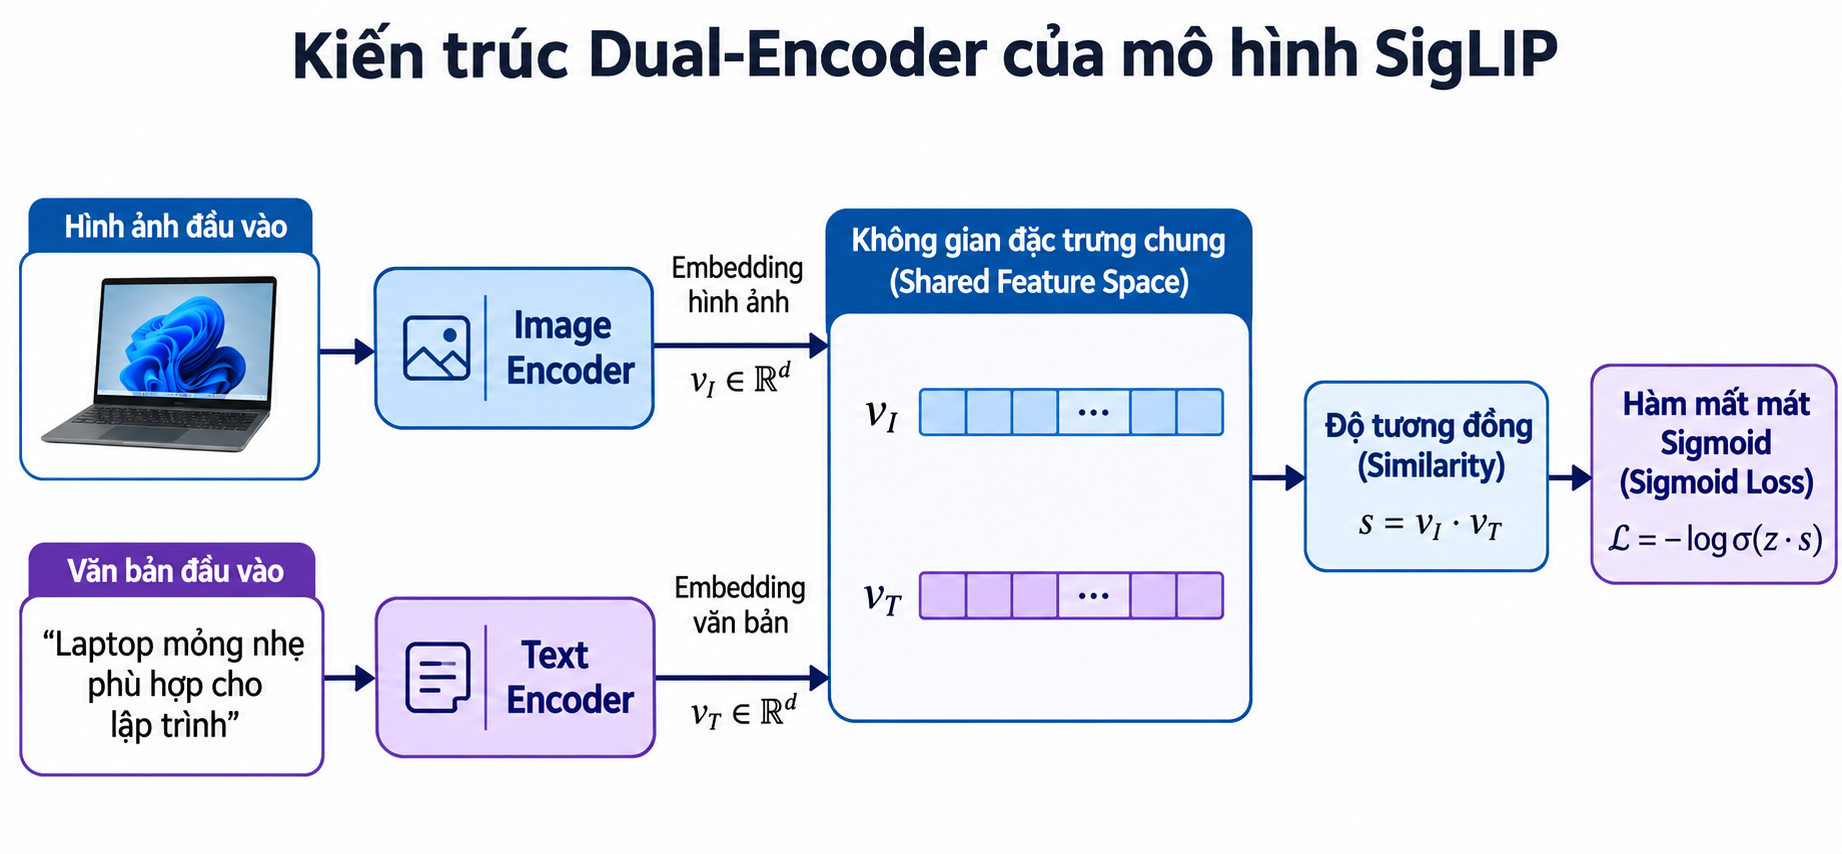 Kiến trúc Dual-Encoder của mô hình SigLIP
Hình ảnh đầu vào
Image
Encoder
Embedding
hình ảnh
v_I ∈ ℝ^d
Văn bản đầu vào
“Laptop mỏng nhẹ
phù hợp cho
lập trình”
Text
Encoder
Embedding
văn bản
v_T ∈ ℝ^d
Không gian đặc trưng chung
(Shared Feature Space)
v_I
...
v_T
...
Độ tương đồng
(Similarity)
s = v_I · v_T
Hàm mất mát
Sigmoid
(Sigmoid Loss)
ℒ = − log σ(z · s)